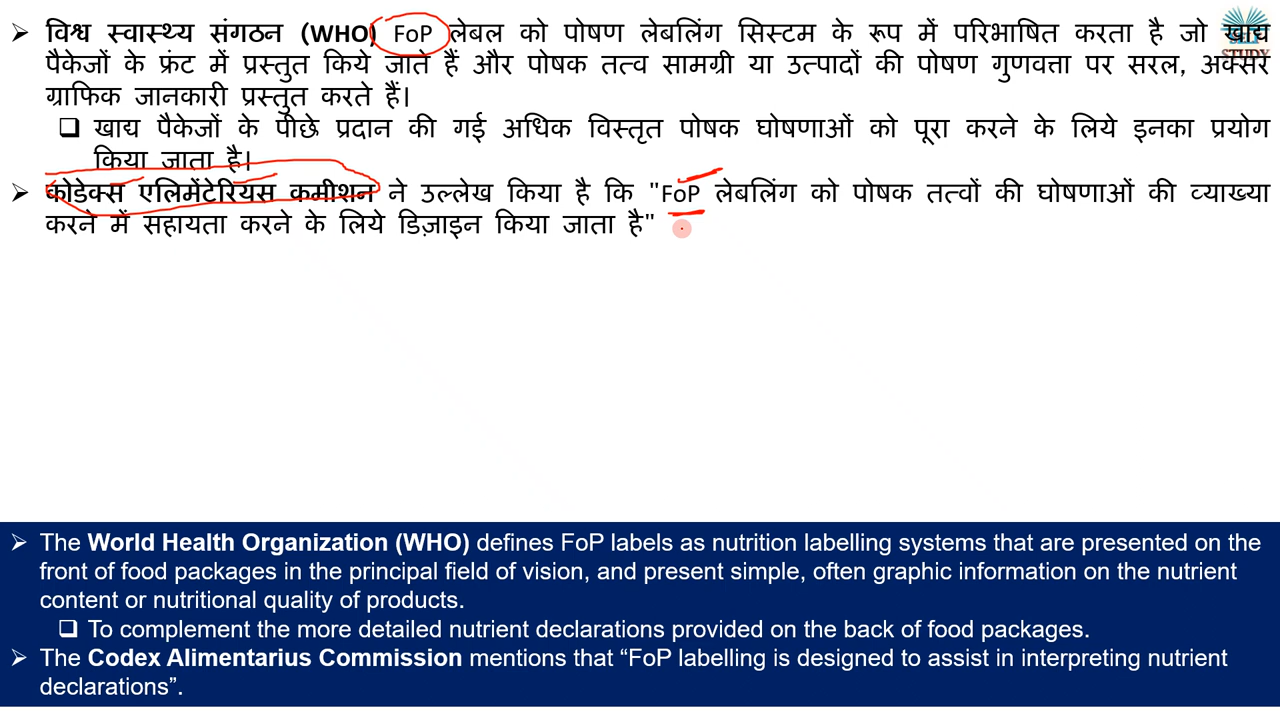 ➢ विश्व स्वास्थ्य संगठन (WHO) FoP लेबल को पोषण लेबलिंग सिस्टम के रूप में परिभाषित करता है जो खाद्य
पैकेजों के फ्रंट में प्रस्तुत किये जाते हैं और पोषक तत्व सामग्री या उत्पादों की पोषण गुणवत्ता पर सरल, अक्सर
ग्राफिक जानकारी प्रस्तुत करते हैं।
❑ खाद्य पैकेजों के पीछे प्रदान की गई अधिक विस्तृत पोषक घोषणाओं को पूरा करने के लिये इनका प्रयोग
किया जाता है।
➢ कोडेक्स एलिमेंटेरियस कमीशन ने उल्लेख किया है कि "FoP लेबलिंग को पोषक तत्वों की घोषणाओं की व्याख्या
करने में सहायता करने के लिये डिज़ाइन किया जाता है"
STUDY
➢ The World Health Organization (WHO) defines FoP labels as nutrition labelling systems that are presented on the
front of food packages in the principal field of vision, and present simple, often graphic information on the nutrient
content or nutritional quality of products.
❑ To complement the more detailed nutrient declarations provided on the back of food packages.
➢ The Codex Alimentarius Commission mentions that “FoP labelling is designed to assist in interpreting nutrient
declarations”.